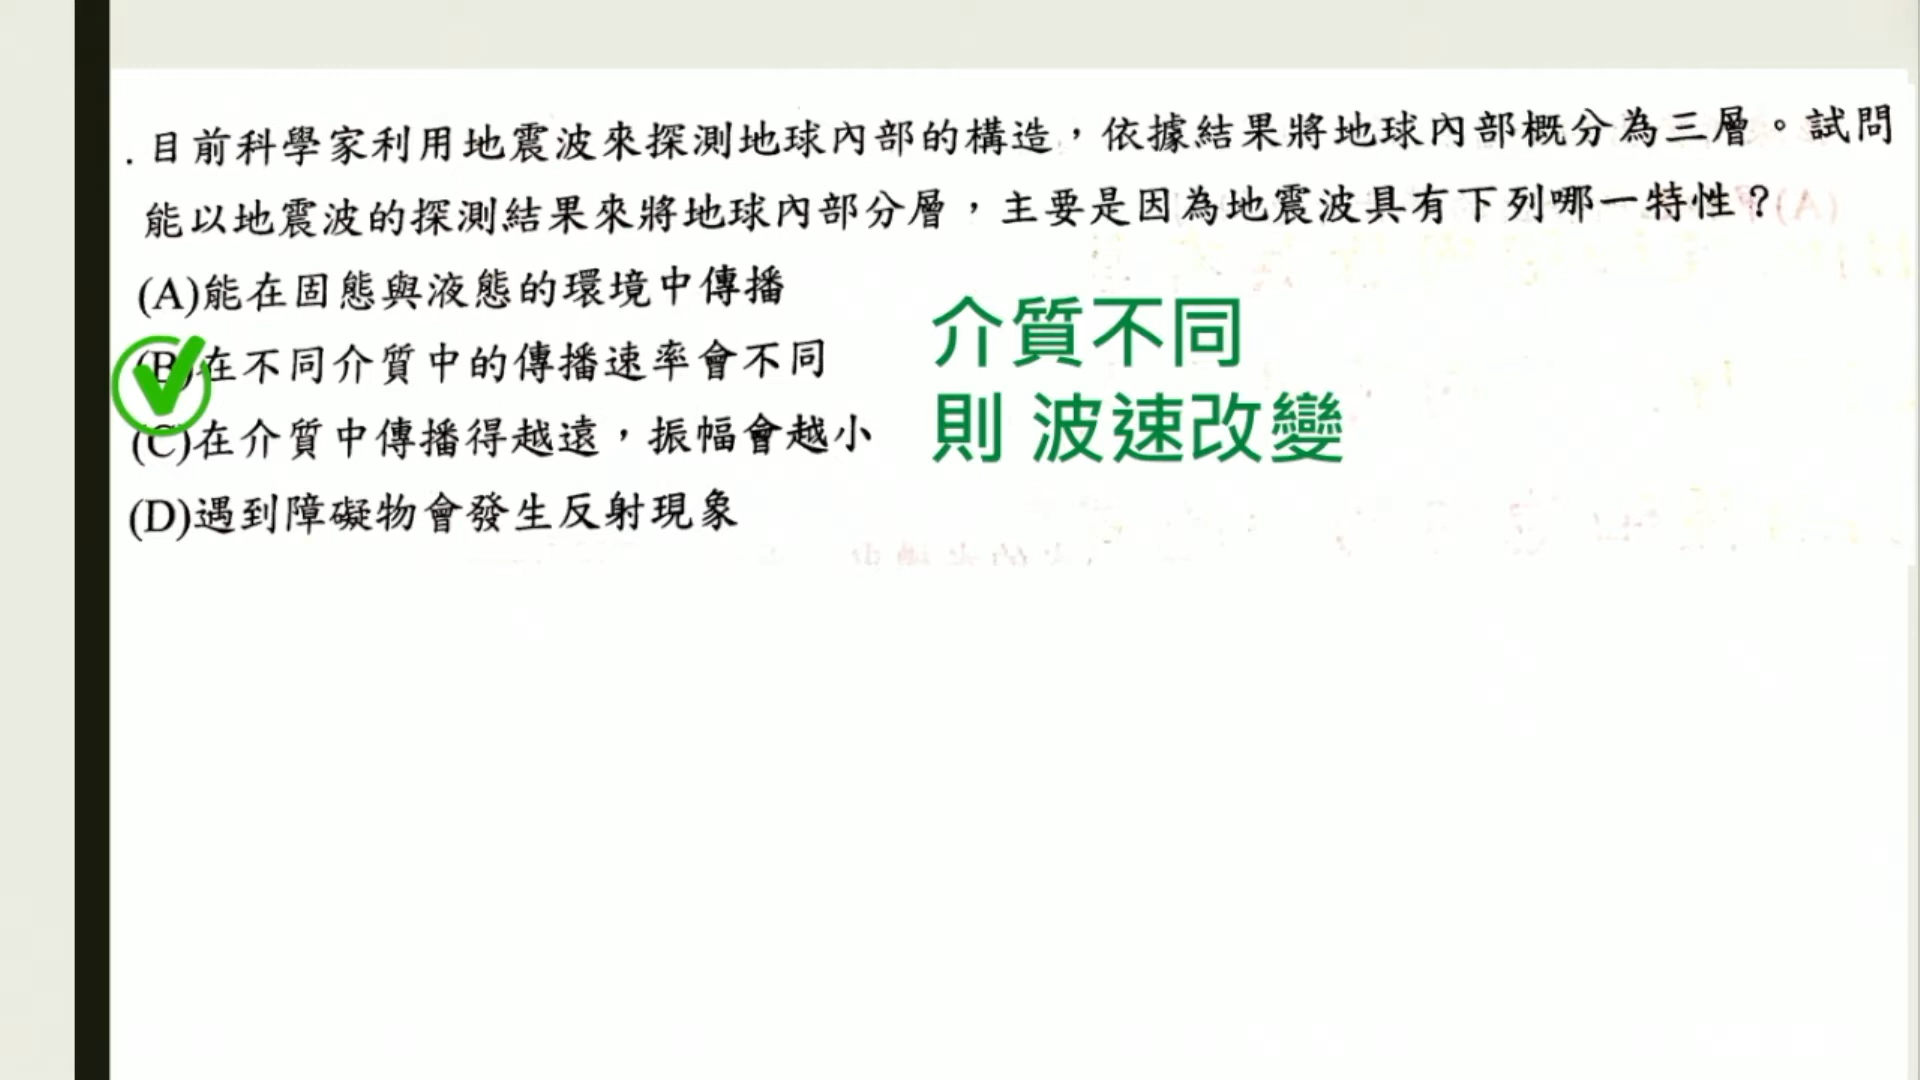 . 目前科學家利用地震波來探測地球內部的構造，依據結果將地球內部概分為三層。試問
能以地震波的探測結果來將地球內部分層，主要是因為地震波具有下列哪一特性？
(A)能在固態與液態的環境中傳播
(B)在不同介質中的傳播速率會不同
(C)在介質中傳播得越遠，振幅會越小
(D)遇到障礙物會發生反射現象
介質不同
則 波速改變